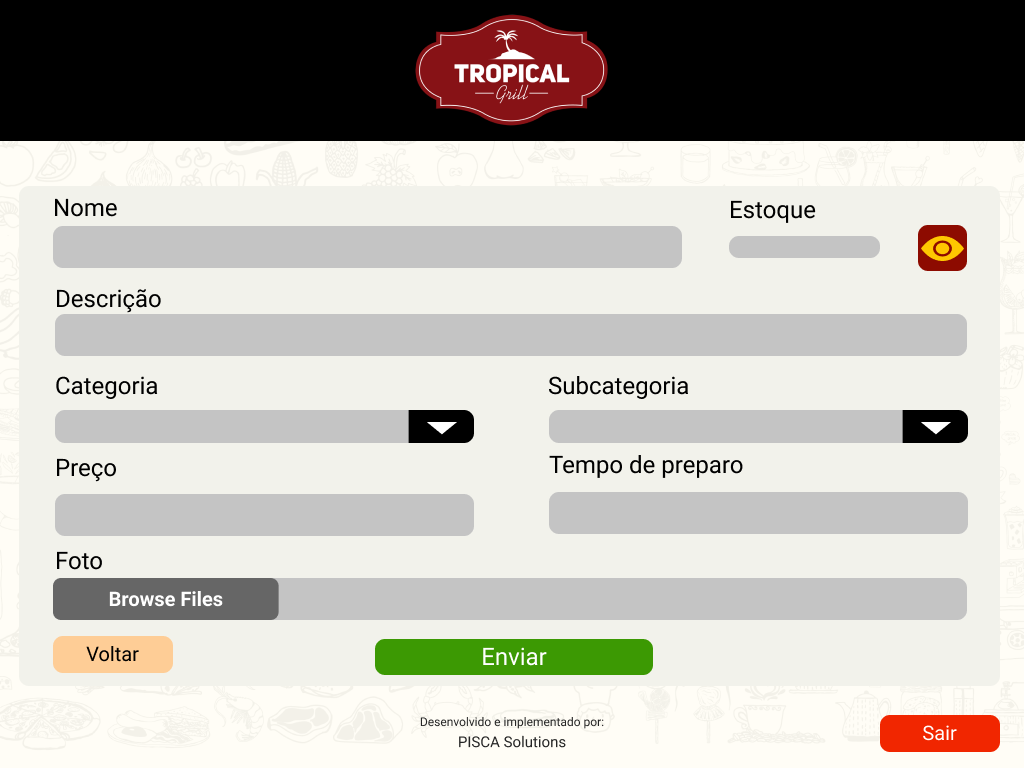 TROPICAL
Grill
Nome
Estoque
Descrição
Categoria
Subcategoria
Preço
Tempo de preparo
Foto
Browse Files
Voltar
Enviar
Desenvolvido e implementado por:
PISCA Solutions
Sair